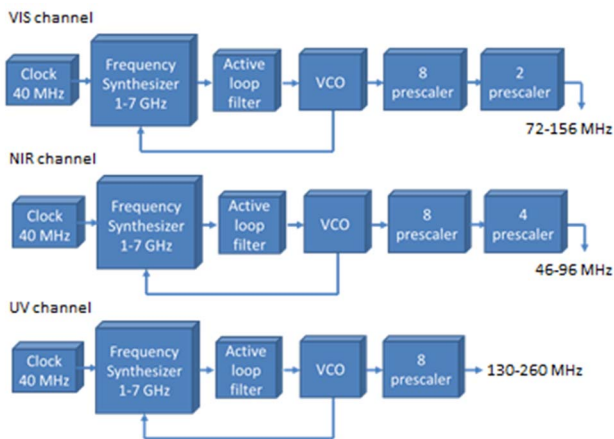 VIS channel
Clock
40 MHz
Frequency
Synthesizer
1-7 GHz
Active
loop
filter
VCO
8
prescaler
2
prescaler
72-156 MHz
NIR channel
Clock
40 MHz
Frequency
Synthesizer
1-7 GHz
Active
loop
filter
VCO
8
prescaler
4
prescaler
46-96 MHz
UV channel
Clock
40 MHz
Frequency
Synthesizer
1-7 GHz
Active
loop
filter
VCO
8
prescaler
130-260 MHz